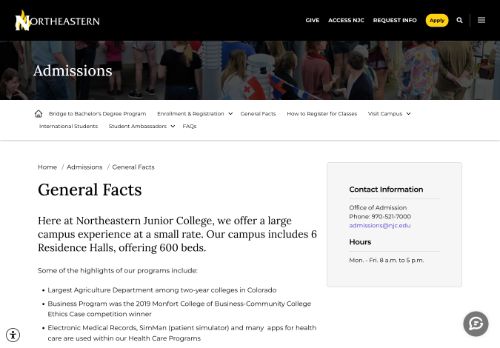 NORTHEASTERN
GIVE ACCESS NJC REQUEST INFO Apply
Admissions
Bridge to Bachelor's Degree Program Enrollment & Registration General Facts How to Register for Classes Visit Campus
International Students Student Ambassadors FAQs
Home / Admissions / General Facts
General Facts
Here at Northeastern Junior College, we offer a large
campus experience at a small rate. Our campus includes 6
Residence Halls, offering 600 beds.
Some of the highlights of our programs include:
Largest Agriculture Department among two-year colleges in Colorado
Business Program was the 2019 Monfort College of Business-Community College
Ethics Case competition winner
Electronic Medical Records, SimMan (patient simulator) and many apps for health
care are used within our Health Care Programs
Contact Information
Office of Admission
Phone: 970-521-7000
admissions@njc.edu
Hours
Mon. - Fri. 8 a.m. to 5 p.m.